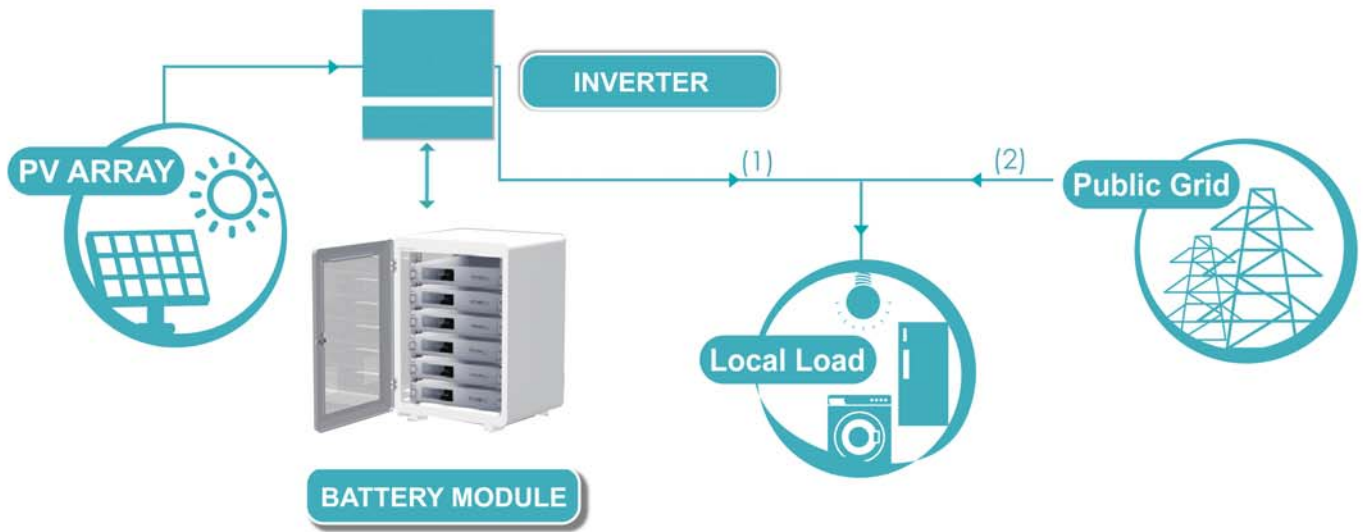 INVERTER
PV ARRAY
(1)
(2)
Public Grid
Local Load
BATTERY MODULE